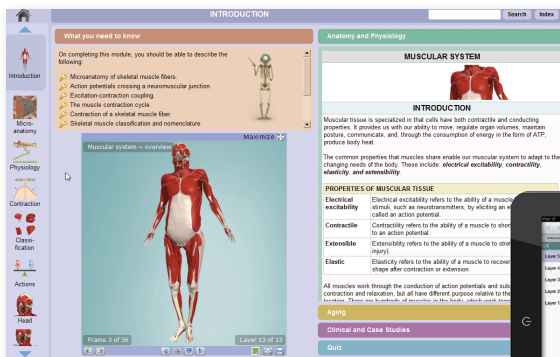 INTRODUCTION
Search
Index
Introduction
Micro-
anatomy
Physiology
Contraction
Classi-
fication
Actions
Head
What you need to know
On completing this module, you should be able to describe the
following:
Microanatomy of skeletal muscle fibers.
Action potentials crossing a neuromuscular junction.
Excitation-contraction coupling.
The muscle contraction cycle.
Contraction of a skeletal muscle fiber.
Skeletal muscle classification and nomenclature.
Maximize
Muscular system – overview
Frame 3 of 36
Layer 13 of 13
Anatomy and Physiology
MUSCULAR SYSTEM
INTRODUCTION
Muscular tissue is specialized in that cells have both contractile and conducting
properties. It provides us with our ability to move, regulate organ volumes, maintain
posture, communicate, and, through the consumption of energy in the form of ATP,
produce body heat.
The common properties that muscles share enable our muscular system to adapt to the
changing needs of the body. These include: electrical excitability, contractility,
elasticity, and extensibility.
PROPERTIES OF MUSCULAR TISSUE
Electrical
excitability
Electrical excitability refers to the ability of a muscle
stimuli, such as neurotransmitters, by eliciting an
called an action potential.
Contractile
Contractility refers to the ability of a muscle to
to an action potential.
Extensible
Extensibility refers to the ability of a muscle to
injury).
Elastic
Elasticity refers to the ability of a muscle to
shape after contraction or extension.
All muscles work through the conduction of action potentials and
contraction and relaxation, but all have different purpose relative to the
Aging
Clinical and Case Studies
Quiz
Layer 5
Layer 4
Layer 3
Layer 2
Layer 1